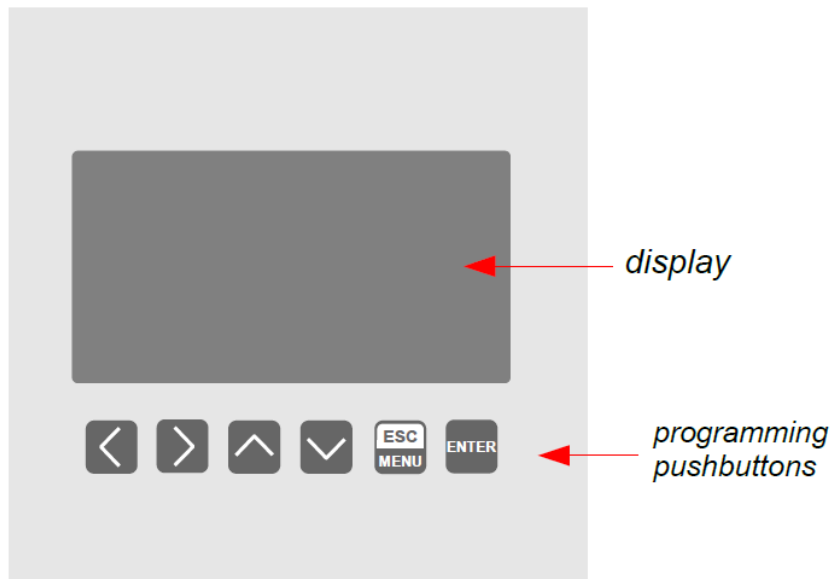 display
ESC
MENU
ENTER
programming
pushbuttons